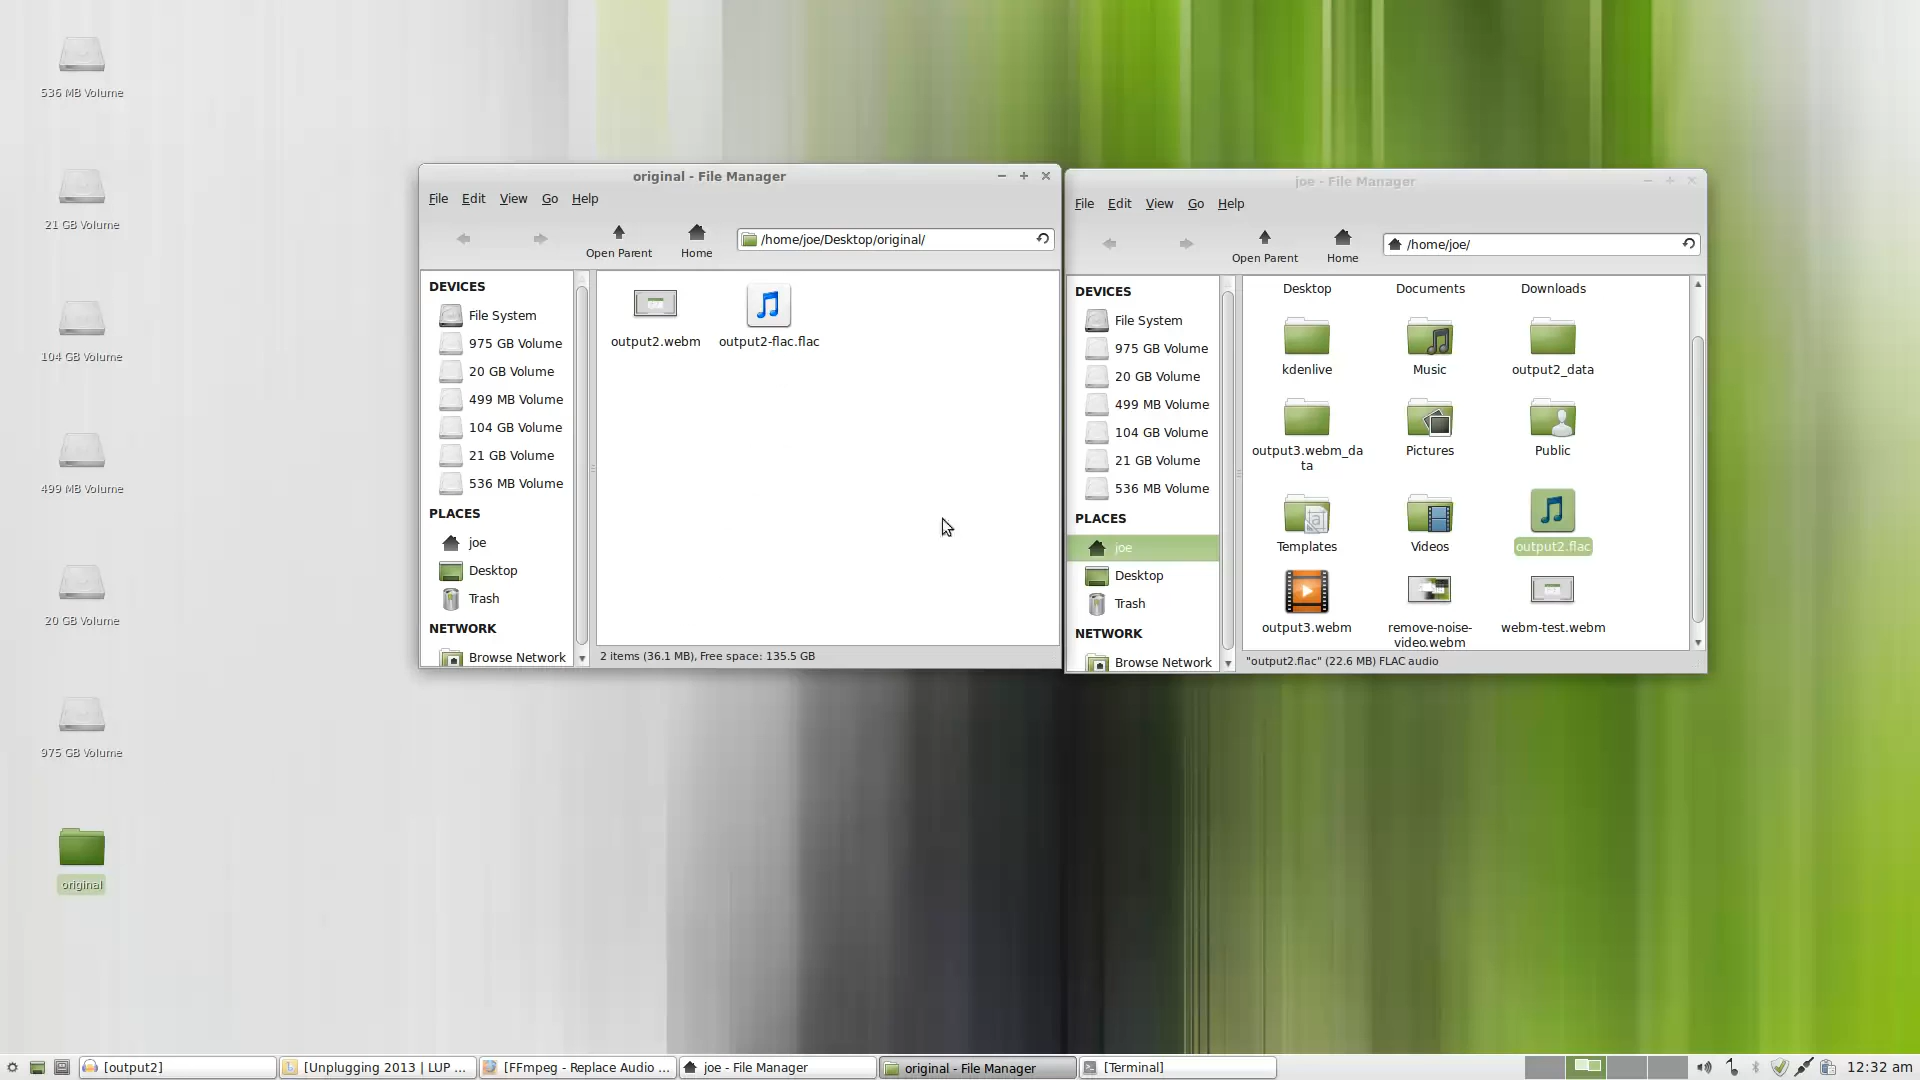 536 MB Volume
21 GB Volume
104 GB Volume
499 MB Volume
20 GB Volume
975 GB Volume
original
original - File Manager
File Edit View Go Help
Open Parent Home /home/joe/Desktop/original/
DEVICES
File System
975 GB Volume
20 GB Volume
499 MB Volume
104 GB Volume
21 GB Volume
536 MB Volume
PLACES
joe
Desktop
Trash
NETWORK
Browse Network
output2.webm output2-flac.flac
2 items (36.1 MB), Free space: 135.5 GB
joe - File Manager
File Edit View Go Help
Open Parent Home /home/joe/
DEVICES
File System
975 GB Volume
20 GB Volume
499 MB Volume
104 GB Volume
21 GB Volume
536 MB Volume
PLACES
joe
Desktop
Trash
NETWORK
Browse Network
Desktop Documents Downloads
kdenlive Music output2_data
output3.webm_da
ta
Pictures Public
Templates Videos output2.flac
output3.webm
remove-noise-
video.webm
webm-test.webm
"output2.flac" (22.6 MB) FLAC audio
[output2] [Unplugging 2013 | LUP ... [FFmpeg - Replace Audio ... joe - File Manager original - File Manager [Terminal] 12:32 am